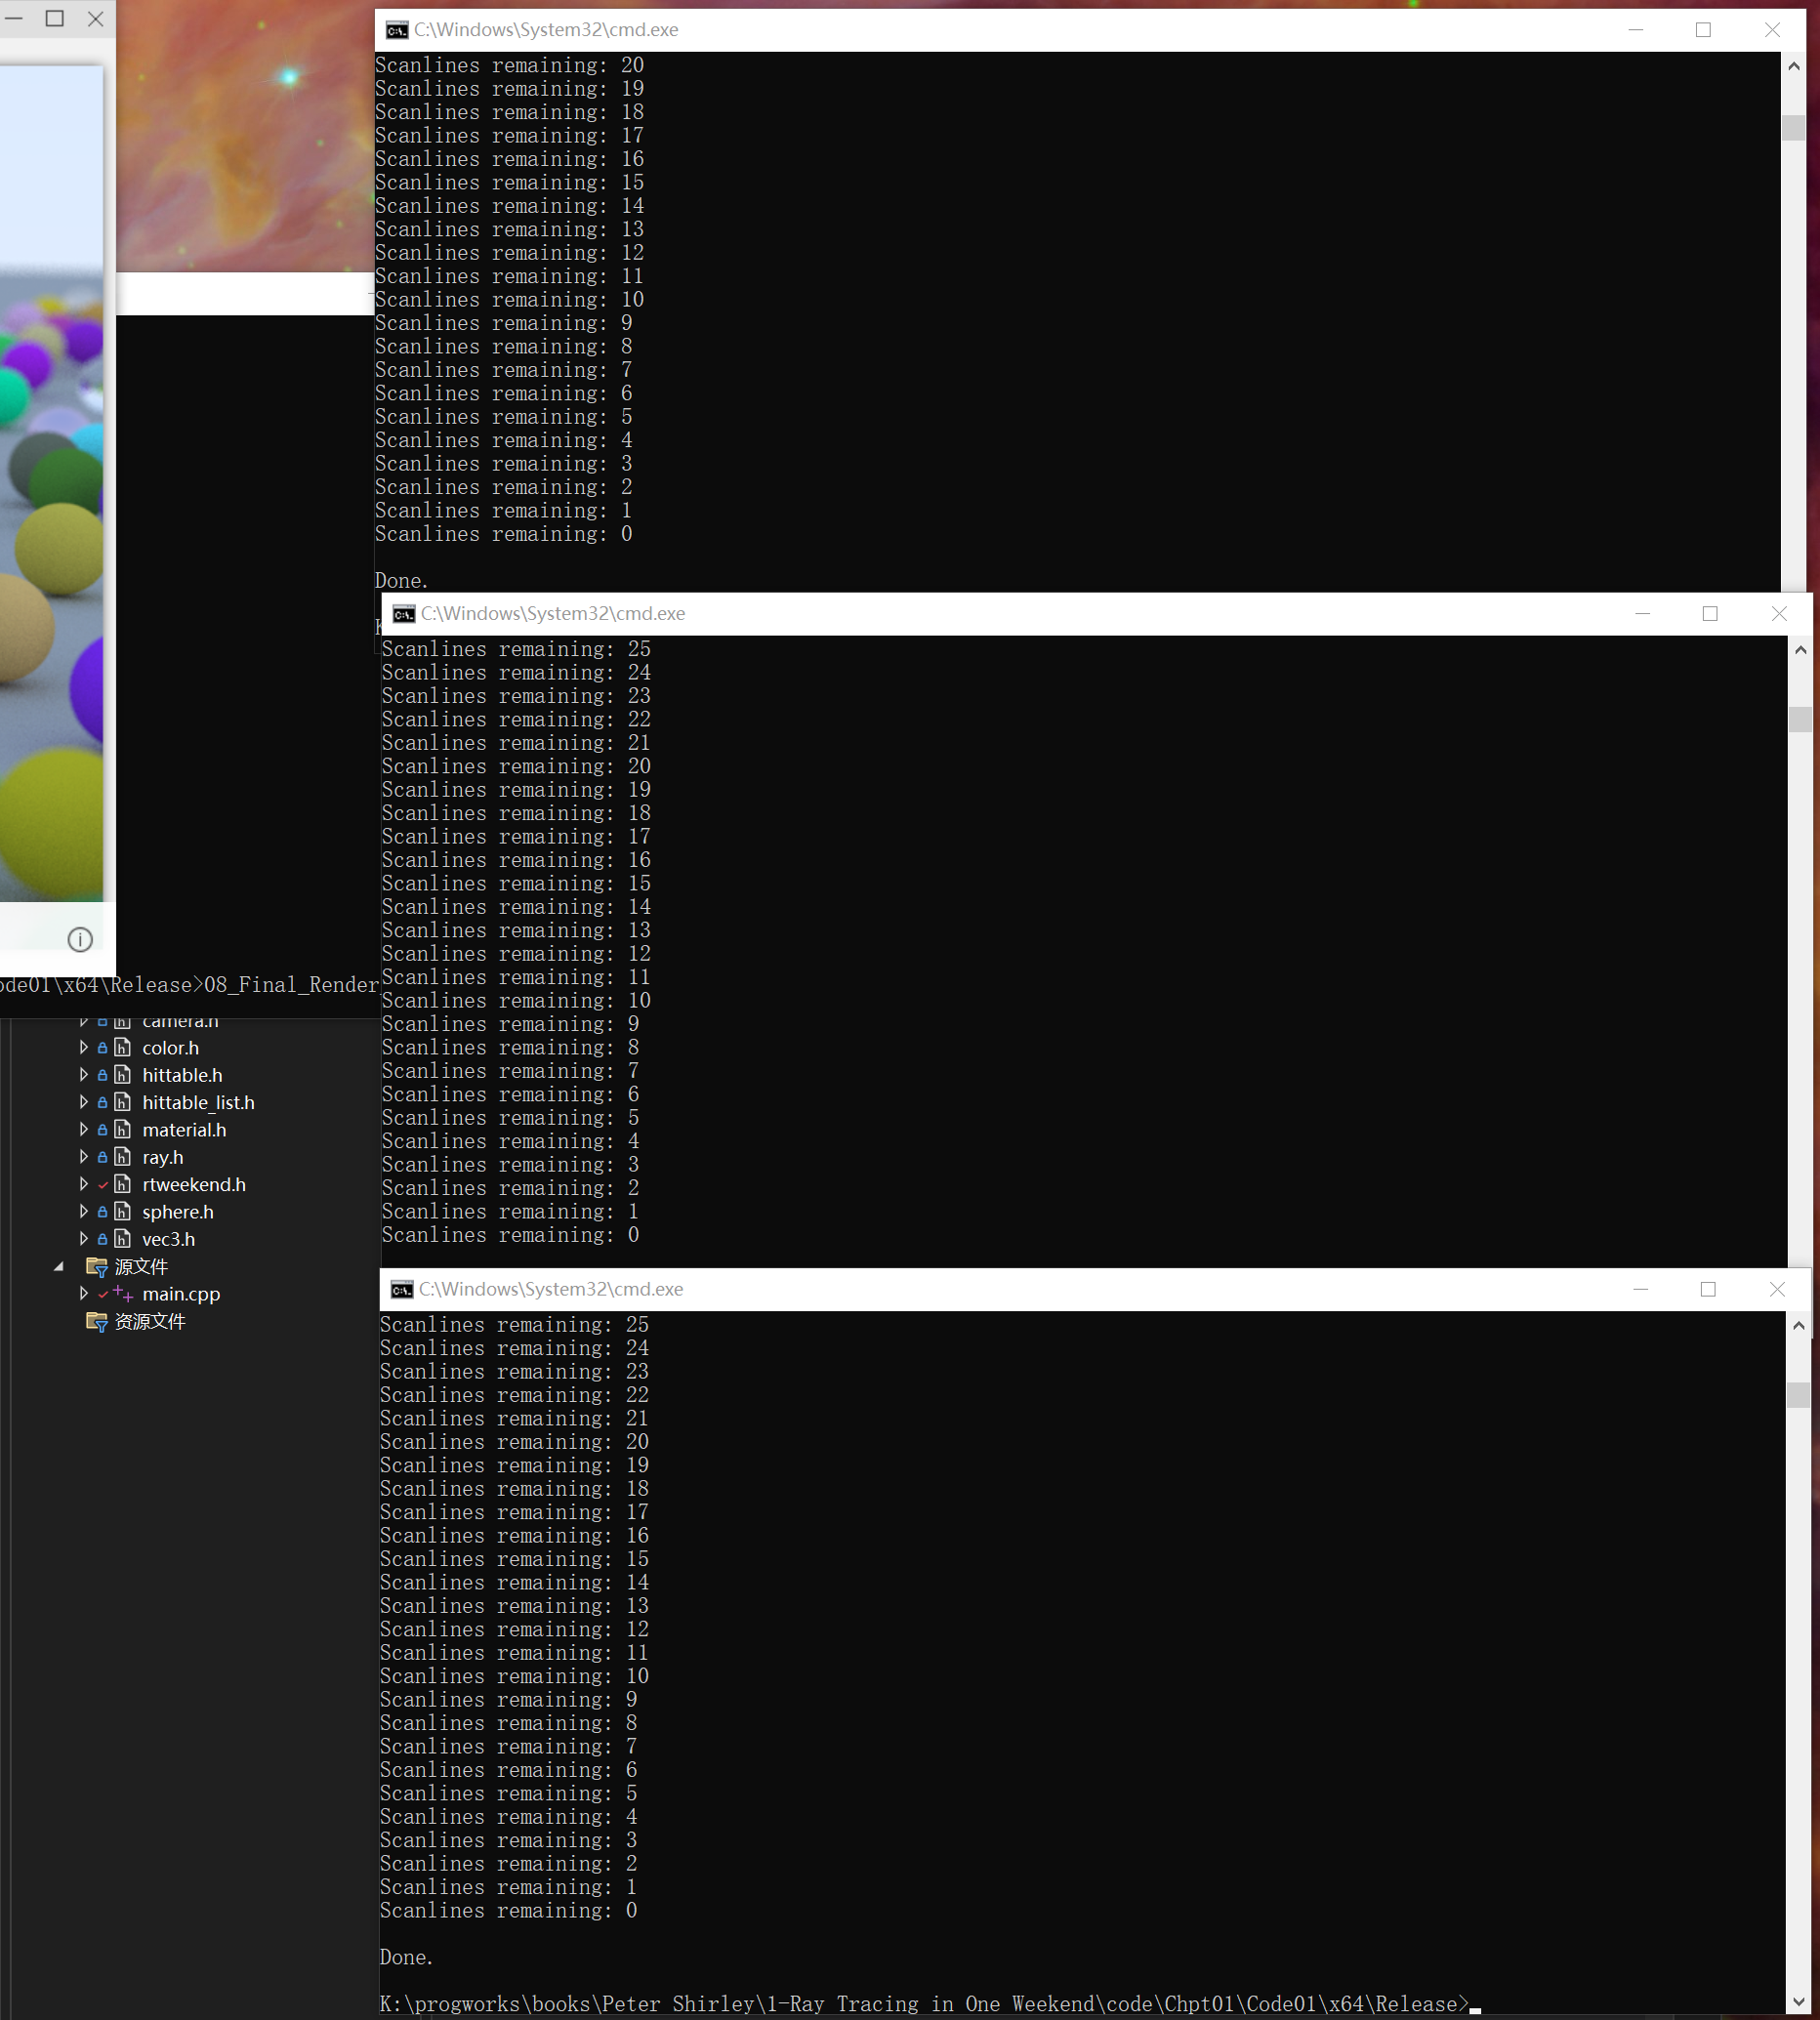 C:\Windows\System32\cmd.exe
Scanlines remaining: 20
Scanlines remaining: 19
Scanlines remaining: 18
Scanlines remaining: 17
Scanlines remaining: 16
Scanlines remaining: 15
Scanlines remaining: 14
Scanlines remaining: 13
Scanlines remaining: 12
Scanlines remaining: 11
Scanlines remaining: 10
Scanlines remaining: 9
Scanlines remaining: 8
Scanlines remaining: 7
Scanlines remaining: 6
Scanlines remaining: 5
Scanlines remaining: 4
Scanlines remaining: 3
Scanlines remaining: 2
Scanlines remaining: 1
Scanlines remaining: 0
Done.
C:\Windows\System32\cmd.exe
Scanlines remaining: 25
Scanlines remaining: 24
Scanlines remaining: 23
Scanlines remaining: 22
Scanlines remaining: 21
Scanlines remaining: 20
Scanlines remaining: 19
Scanlines remaining: 18
Scanlines remaining: 17
Scanlines remaining: 16
Scanlines remaining: 15
Scanlines remaining: 14
Scanlines remaining: 13
Scanlines remaining: 12
Scanlines remaining: 11
Scanlines remaining: 10
Scanlines remaining: 9
Scanlines remaining: 8
Scanlines remaining: 7
Scanlines remaining: 6
Scanlines remaining: 5
Scanlines remaining: 4
Scanlines remaining: 3
Scanlines remaining: 2
Scanlines remaining: 1
Scanlines remaining: 0
ode01\x64\Release>08_Final_Render
camera.h
color.h
hittable.h
hittable_list.h
material.h
ray.h
rtweekend.h
sphere.h
vec3.h
源文件
main.cpp
资源文件
C:\Windows\System32\cmd.exe
Scanlines remaining: 25
Scanlines remaining: 24
Scanlines remaining: 23
Scanlines remaining: 22
Scanlines remaining: 21
Scanlines remaining: 20
Scanlines remaining: 19
Scanlines remaining: 18
Scanlines remaining: 17
Scanlines remaining: 16
Scanlines remaining: 15
Scanlines remaining: 14
Scanlines remaining: 13
Scanlines remaining: 12
Scanlines remaining: 11
Scanlines remaining: 10
Scanlines remaining: 9
Scanlines remaining: 8
Scanlines remaining: 7
Scanlines remaining: 6
Scanlines remaining: 5
Scanlines remaining: 4
Scanlines remaining: 3
Scanlines remaining: 2
Scanlines remaining: 1
Scanlines remaining: 0
Done.
K:\progworks\books\Peter Shirley\1-Ray Tracing in One Weekend\code\Chpt01\Code01\x64\Release>